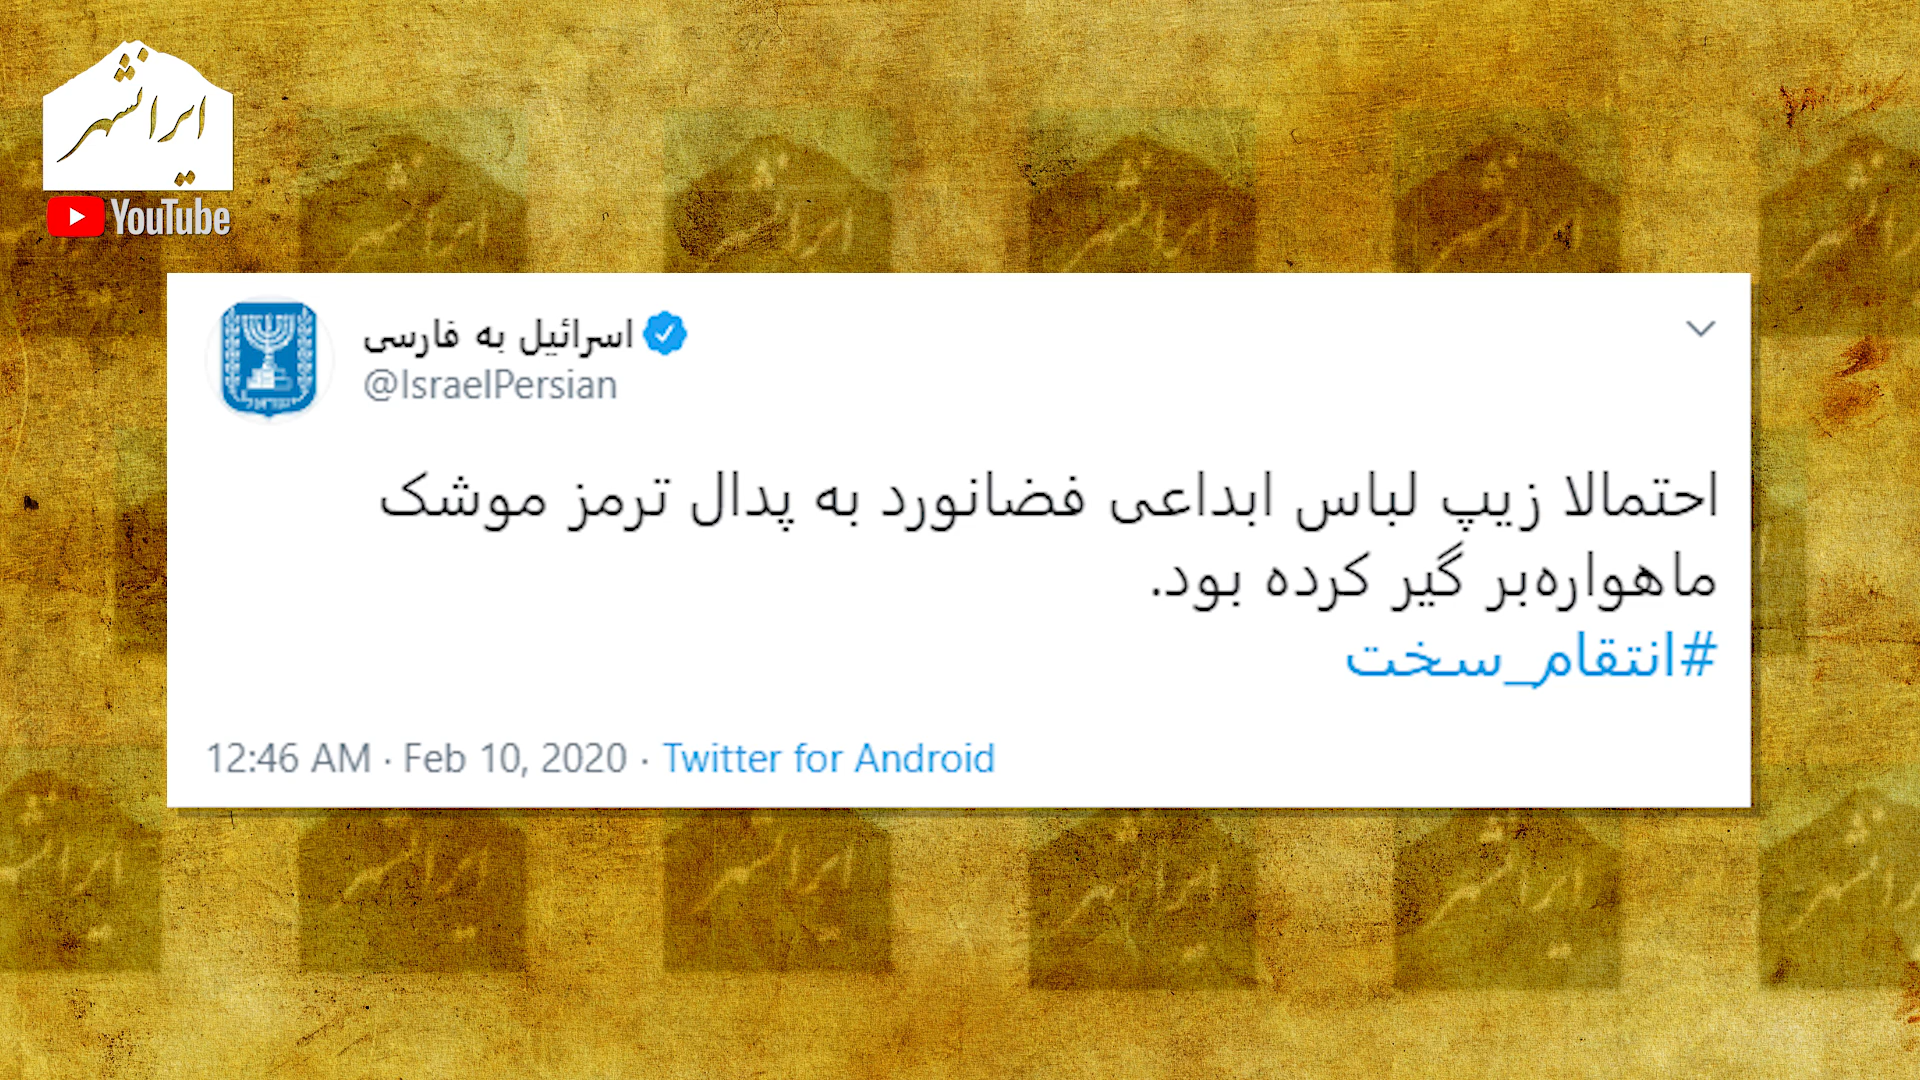 ایرانشهر
YouTube
اسرائیل به فارسی
@IsraelPersian
احتمالا زیپ لباس ابداعی فضانورد به پدال ترمز موشک
ماهواره‌بر گیر کرده بود.
#انتقام_سخت
12:46 AM · Feb 10, 2020 · Twitter for Android